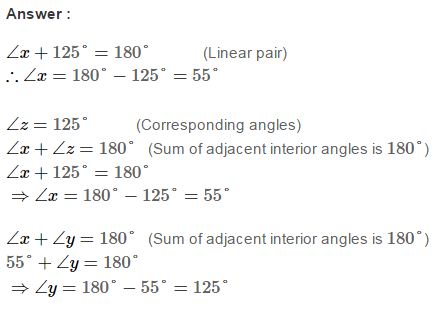 Answer :
∠x + 125˚ = 180˚ (Linear pair)
∴ ∠x = 180˚ − 125˚ = 55˚
∠z = 125˚ (Corresponding angles)
∠x + ∠z = 180˚ (Sum of adjacent interior angles is 180˚)
∠x + 125˚ = 180˚
⇒ ∠x = 180˚ − 125˚ = 55˚
∠x + ∠y = 180˚ (Sum of adjacent interior angles is 180˚)
55˚ + ∠y = 180˚
⇒ ∠y = 180˚ − 55˚ = 125˚